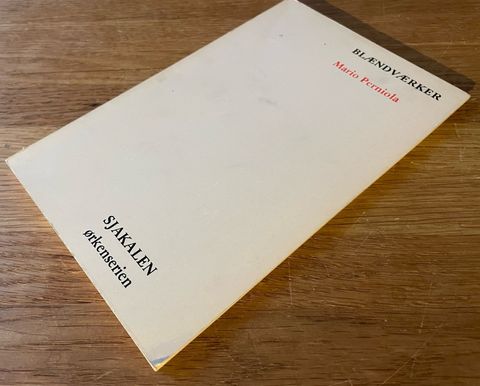 BLÆNDVÆRKER
Mario Perniola
SJAKALEN
ørkenserien